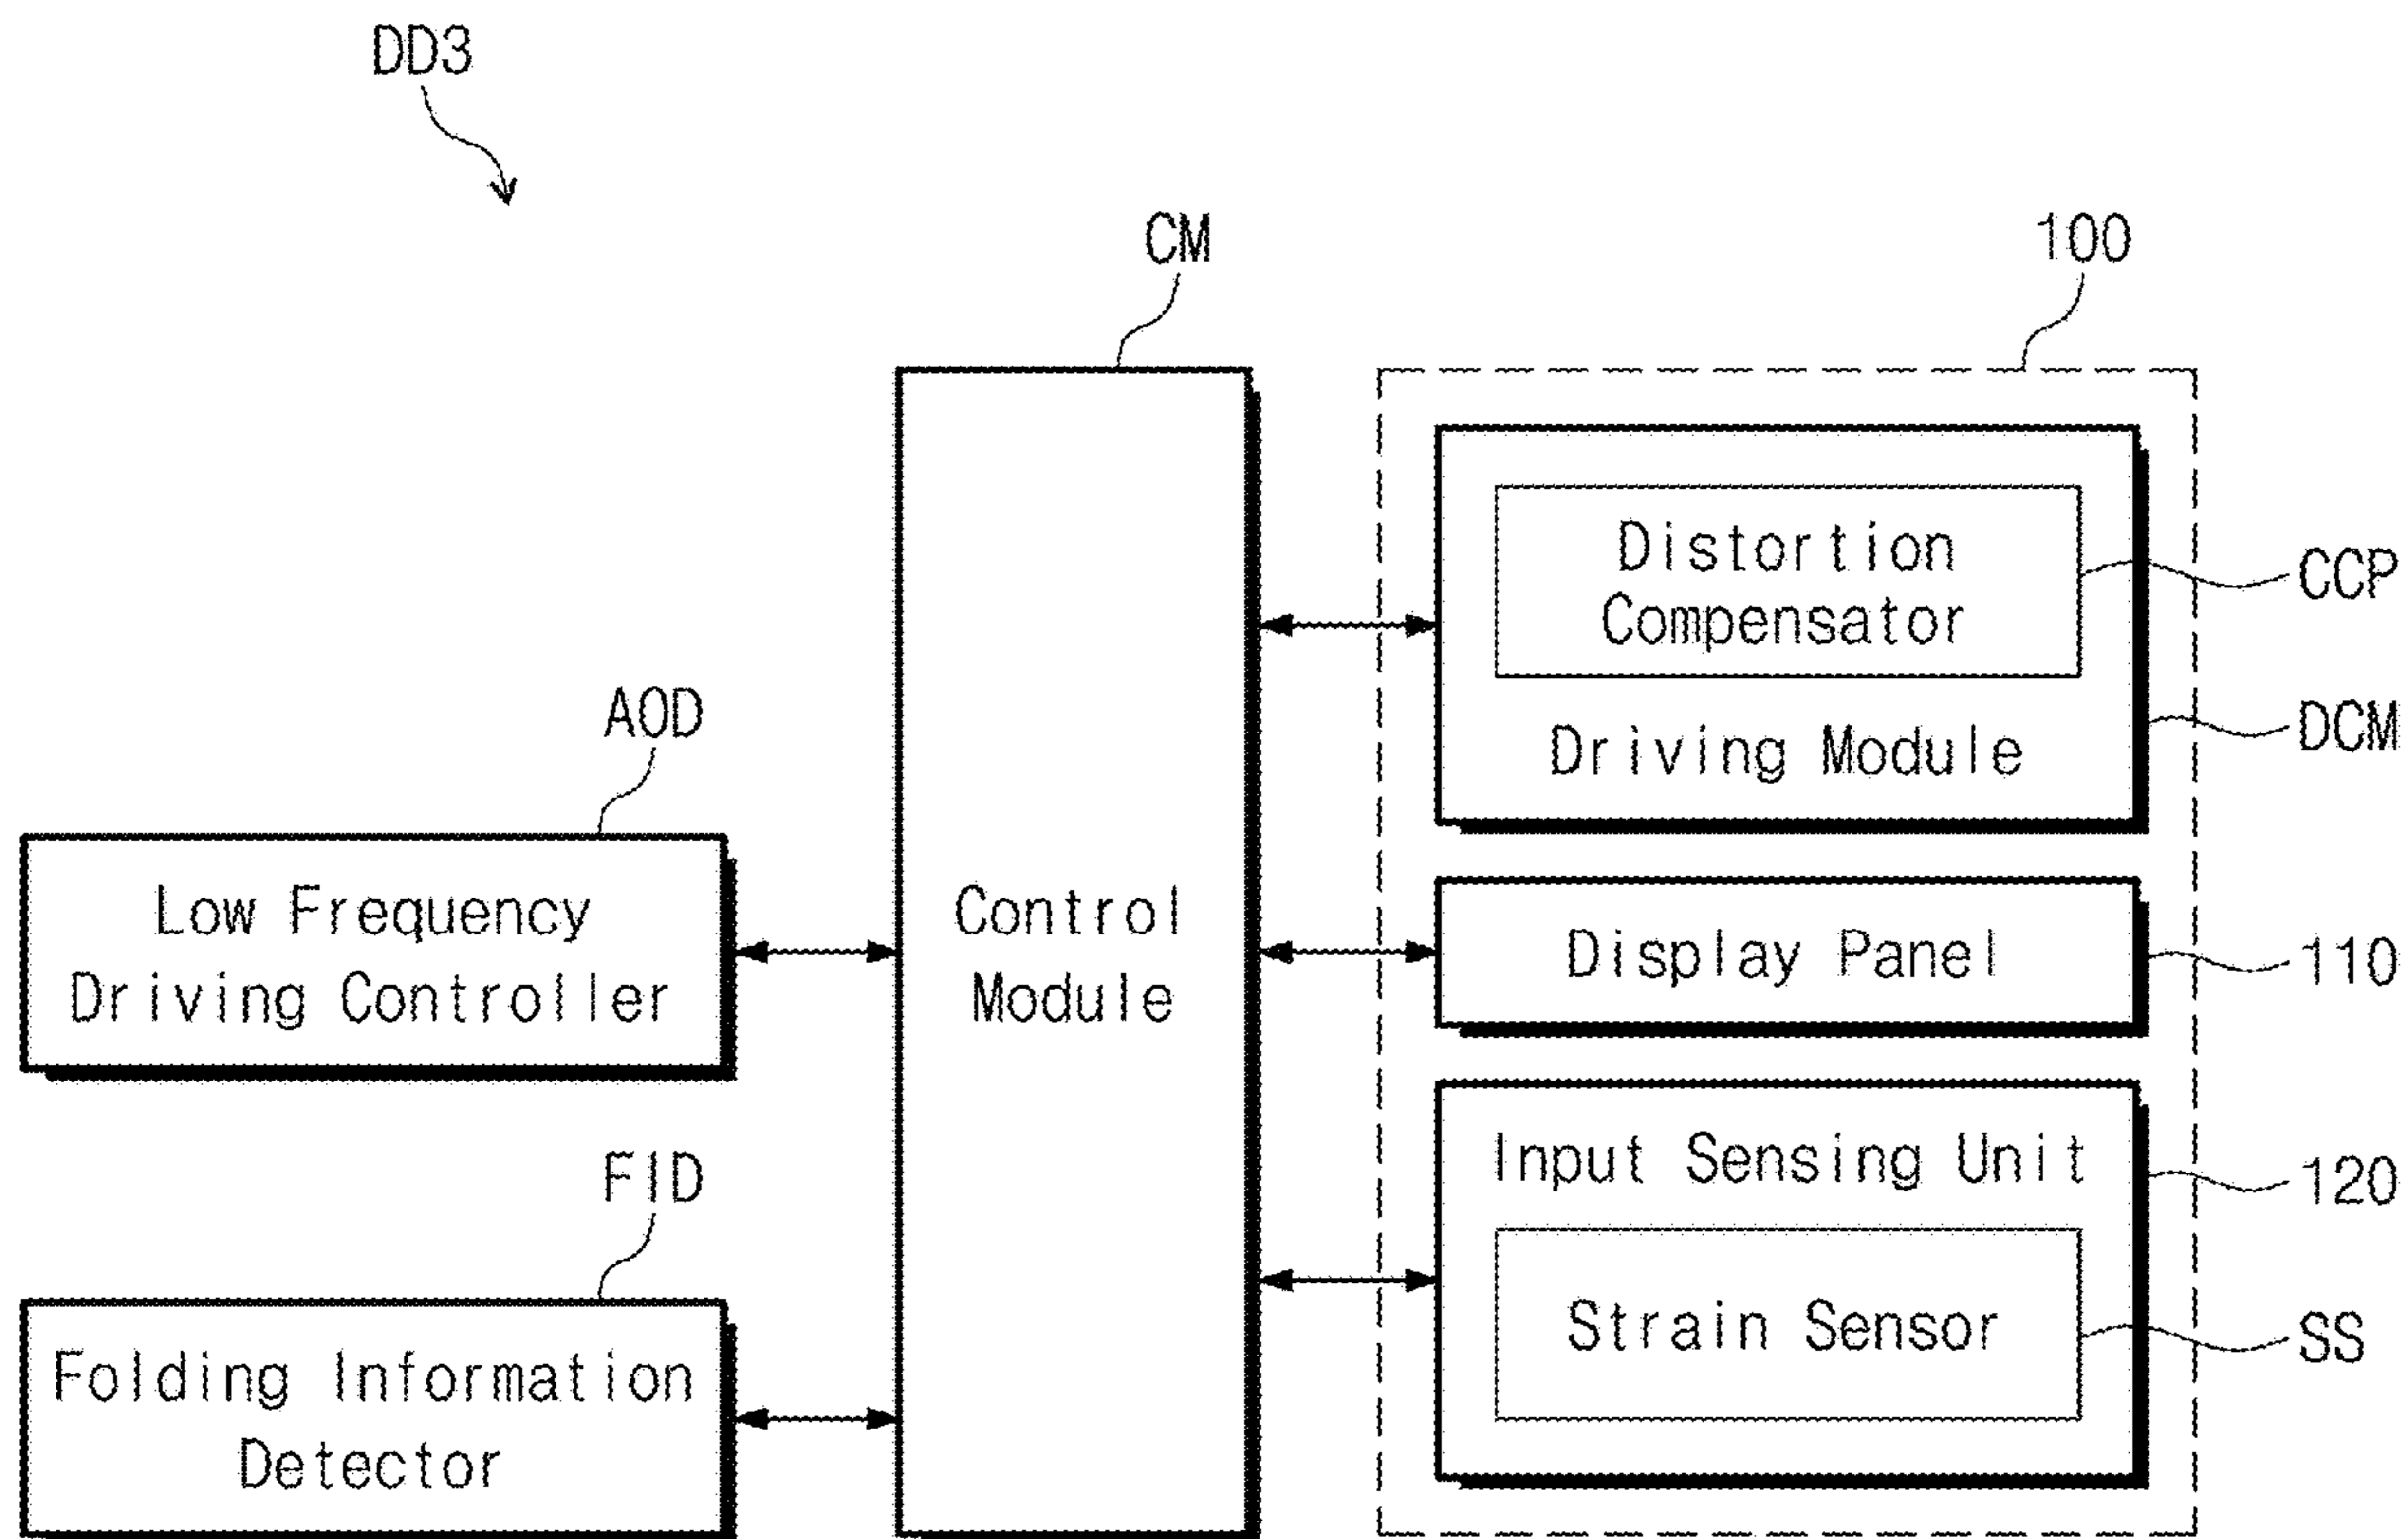 DD3
CM
100
Distortion
Compensator
CCP
Driving Module
DCM
AOD
Low Frequency
Driving Controller
Control
Module
Display Panel
110
FID
Folding Information
Detector
Input Sensing Unit
120
Strain Sensor
SS